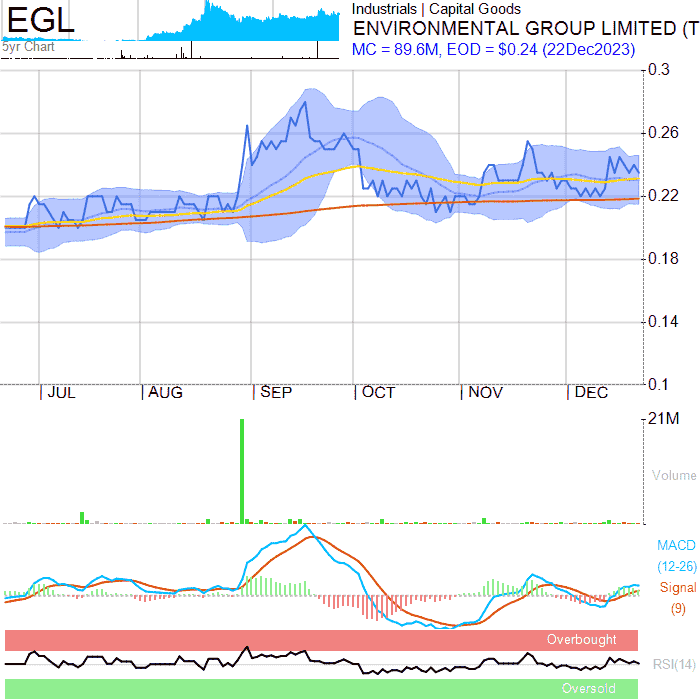 EGL
5yr Chart
Industrials | Capital Goods
ENVIRONMENTAL GROUP LIMITED (T
MC = 89.6M, EOD = $0.24 (22Dec2023)
0.3
0.26
0.22
0.18
0.14
0.1
JUL AUG SEP OCT NOV DEC
21M
Volume
MACD
(12-26)
Signal
(9)
Overbought
RSI(14)
Oversold